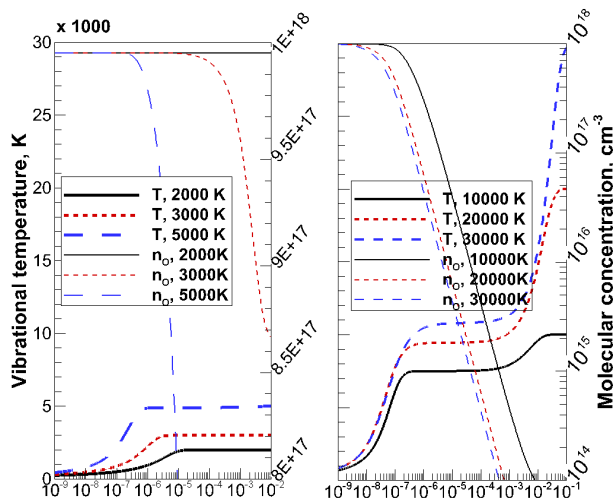 x 1000
30
25
20
15
10
5
0
Vibrational temperature, K
1E+18
9.5E+17
9E+17
8.5E+17
8E+17
T, 2000 K
T, 3000 K
T, 5000 K
nO, 2000K
nO, 3000K
nO, 5000K
10-9 10-8 10-7 10-6 10-5 10-4 10-3 10-2
T, 10000 K
T, 20000 K
T, 30000 K
nO, 10000K
nO, 20000K
nO, 30000K
10^18
10^17
10^16
10^15
10^14
Molecular concentration, cm-3
10-9 10-8 10-7 10-6 10-5 10-4 10-3 10-2 10-1